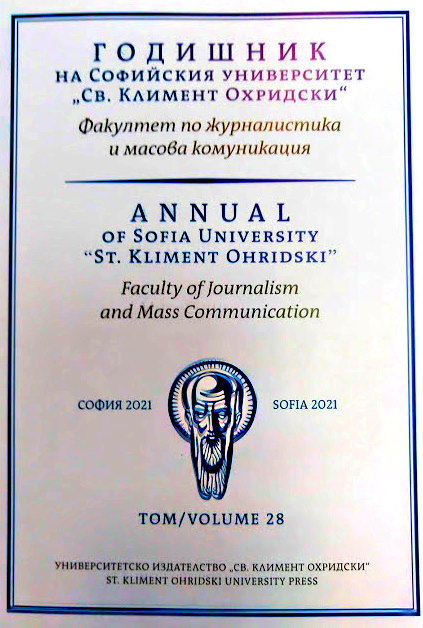 ГОДИШНИК
НА СОФИЙСКИЯ УНИВЕРСИТЕТ
„СВ. КЛИМЕНТ ОХРИДСКИ“
Факултет по журналистика
и масова комуникация
ANNUAL
OF SOFIA UNIVERSITY
“ST. KLIMENT OHRIDSKI”
Faculty of Journalism
and Mass Communication
СОФИЯ 2021 SOFIA 2021
ТОМ/VOLUME 28
УНИВЕРСИТЕТСКО ИЗДАТЕЛСТВО „СВ. КЛИМЕНТ ОХРИДСКИ“
ST. KLIMENT OHRIDSKI UNIVERSITY PRESS